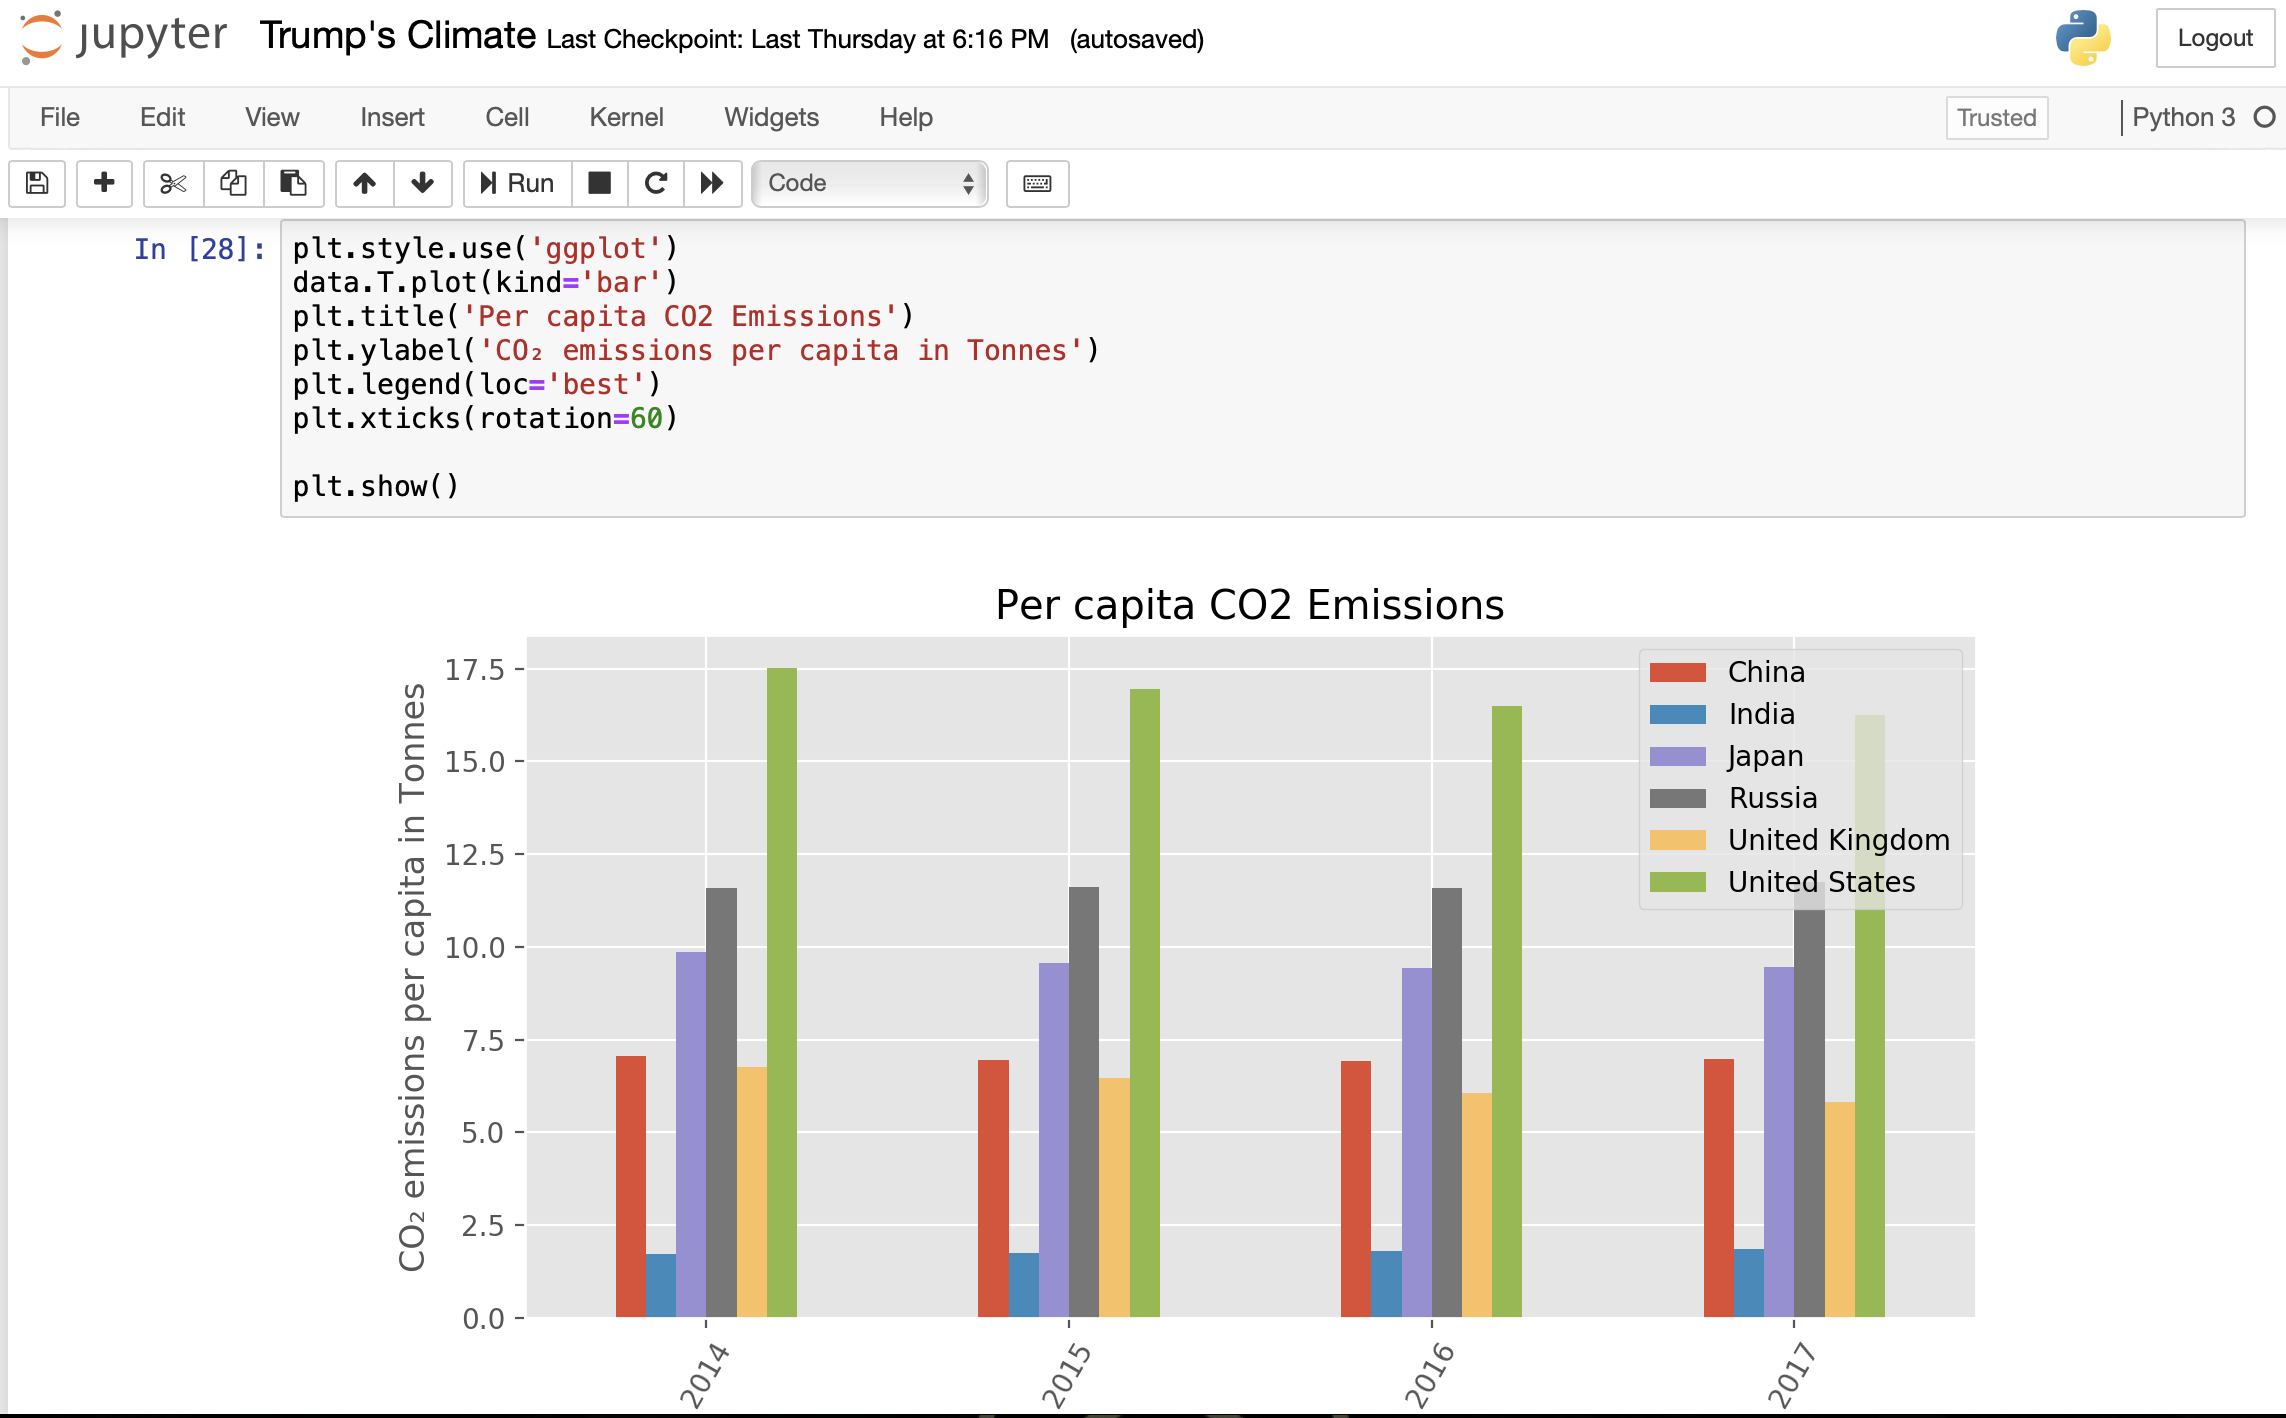 jupyter Trump's Climate Last Checkpoint: Last Thursday at 6:16 PM (autosaved)
Logout
File Edit View Insert Cell Kernel Widgets Help
Trusted
Python 3
Run
Code
In [28]:
plt.style.use('ggplot')
data.T.plot(kind='bar')
plt.title('Per capita CO2 Emissions')
plt.ylabel('CO₂ emissions per capita in Tonnes')
plt.legend(loc='best')
plt.xticks(rotation=60)
plt.show()
Per capita CO2 Emissions
CO₂ emissions per capita in Tonnes
17.5
15.0
12.5
10.0
7.5
5.0
2.5
0.0
China
India
Japan
Russia
United Kingdom
United States
2014
2015
2016
2017